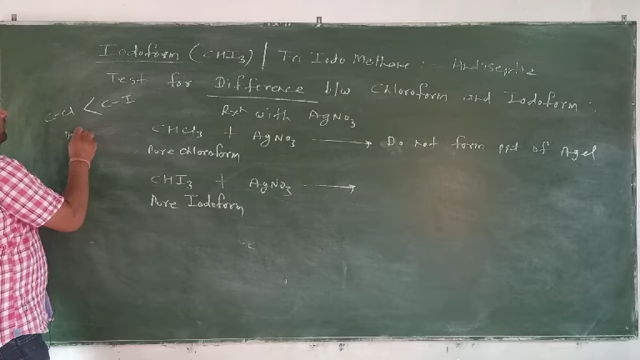 Iodoform (CHI3) | Tri Iodo Methane : Antiseptic
Test for Difference b/w Chloroform and Iodoform :
C-Cl < C-I
Rxn with AgNO3
CHCl3 + AgNO3 → Do not form ppt of Agcl
Pure Chloroform
CHI3 + AgNO3 →
Pure Iodoform